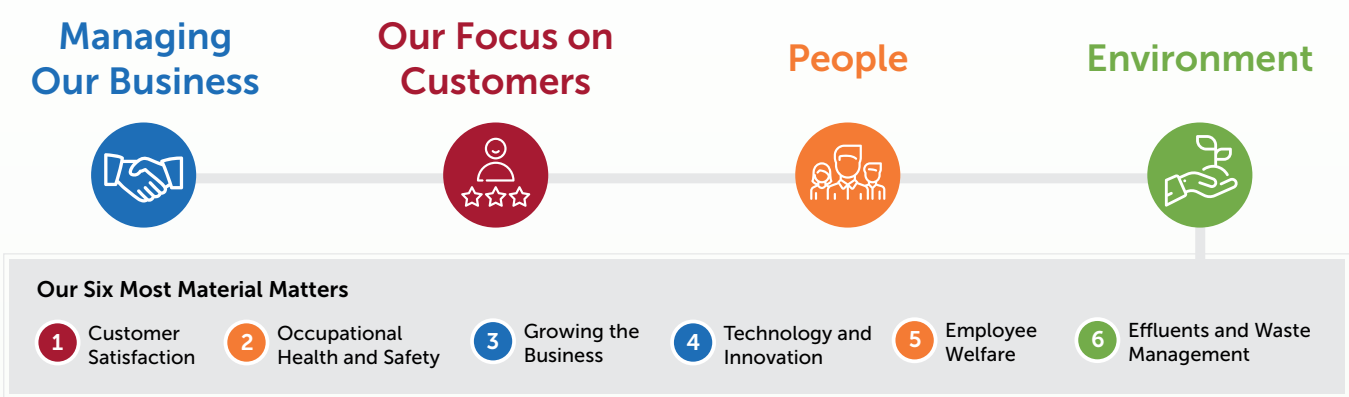 Managing
Our Business
Our Focus on
Customers
People
Environment
Our Six Most Material Matters
1 Customer
Satisfaction
2 Occupational
Health and Safety
3 Growing the
Business
4 Technology and
Innovation
5 Employee
Welfare
6 Effluents and Waste
Management